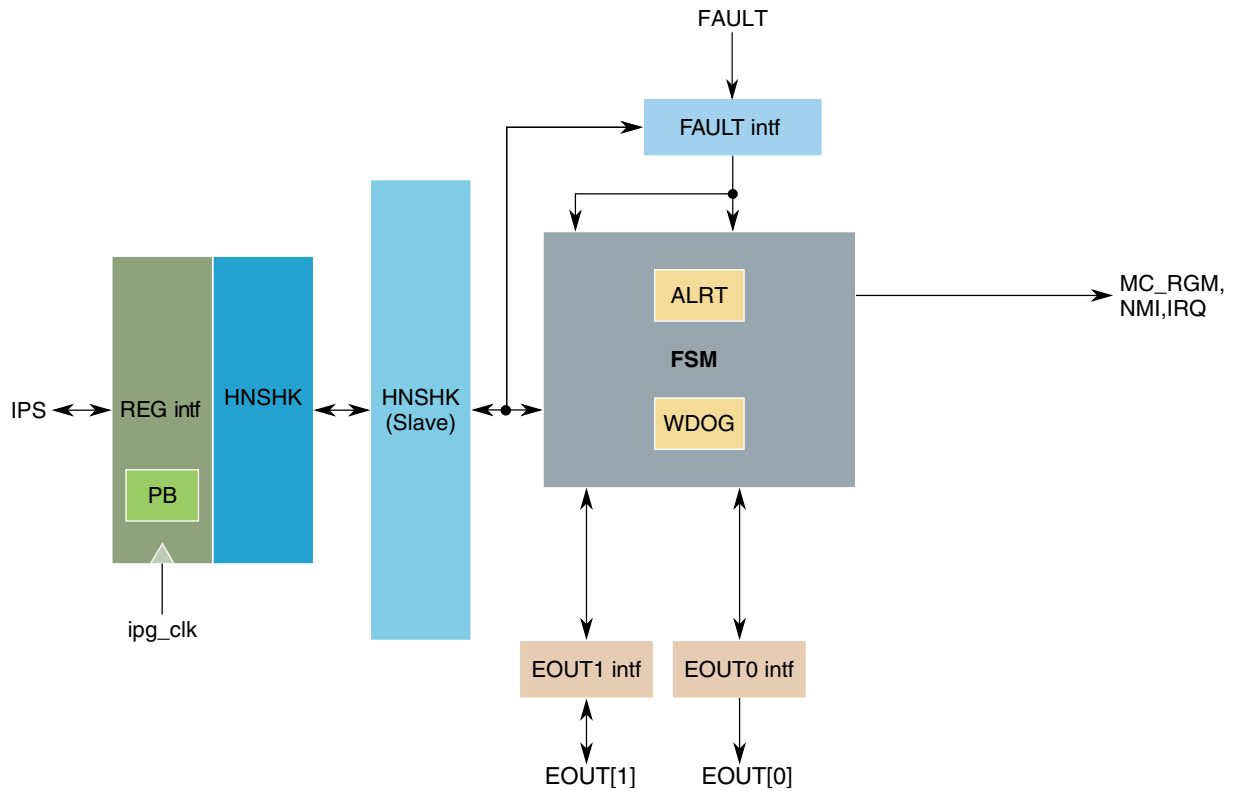 FAULT
FAULT intf
ALRT
MC_RGM,
NMI,IRQ
FSM
HNSHK
HNSHK
(Slave)
IPS
REG intf
WDOG
PB
ipg_clk
EOUT1 intf
EOUT0 intf
EOUT[1]
EOUT[0]